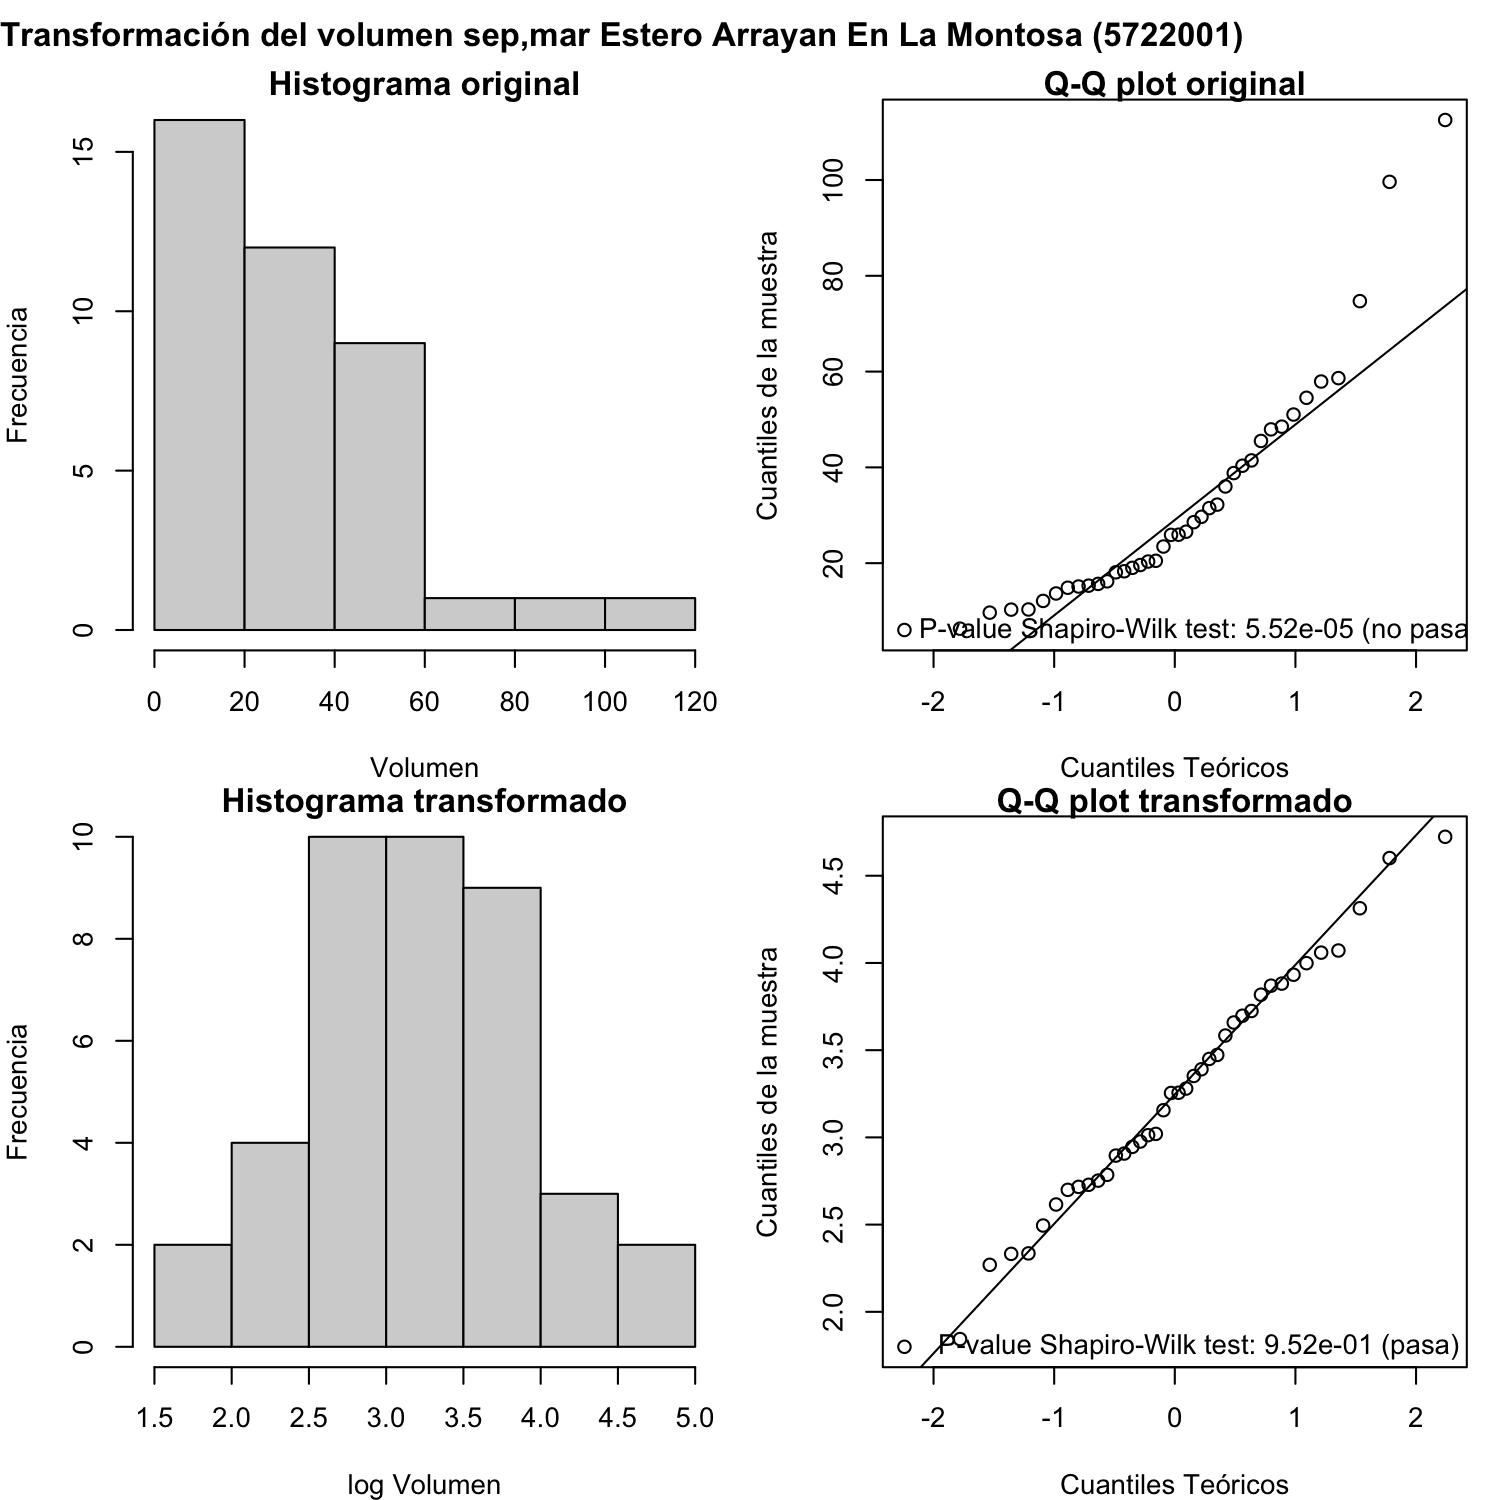 Transformación del volumen sep,mar Estero Arrayan En La Montosa (5722001)
Histograma original
Frecuencia
15
10
5
0
0 20 40 60 80 100 120
Volumen
Q-Q plot original
Cuantiles de la muestra
100
80
60
40
20
P-value Shapiro-Wilk test: 5.52e-05 (no pasa
-2 -1 0 1 2
Cuantiles Teóricos
Histograma transformado
Frecuencia
10
8
6
4
2
0
1.5 2.0 2.5 3.0 3.5 4.0 4.5 5.0
log Volumen
Q-Q plot transformado
Cuantiles de la muestra
4.5
4.0
3.5
3.0
2.5
2.0
P-value Shapiro-Wilk test: 9.52e-01 (pasa)
-2 -1 0 1 2
Cuantiles Teóricos